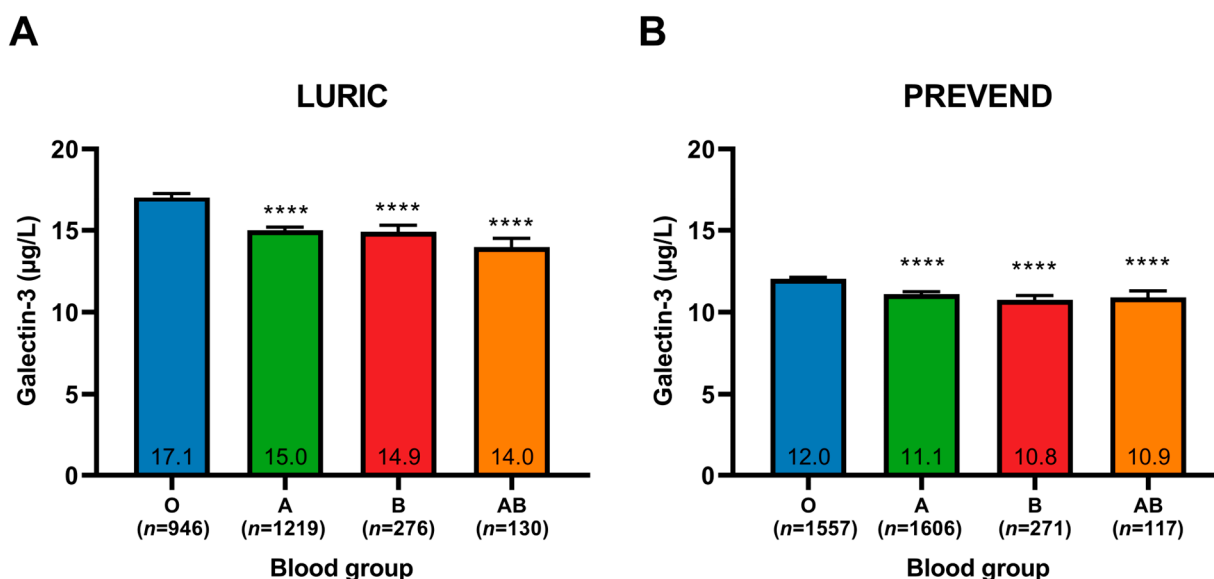 A
LURIC
Galectin-3 (µg/L)
20
15
10
5
0
****
****
****
17.1
15.0
14.9
14.0
O
A
B
AB
(n=946)
(n=1219)
(n=276)
(n=130)
Blood group
B
PREVEND
Galectin-3 (µg/L)
20
15
10
5
0
****
****
****
12.0
11.1
10.8
10.9
O
A
B
AB
(n=1557)
(n=1606)
(n=271)
(n=117)
Blood group